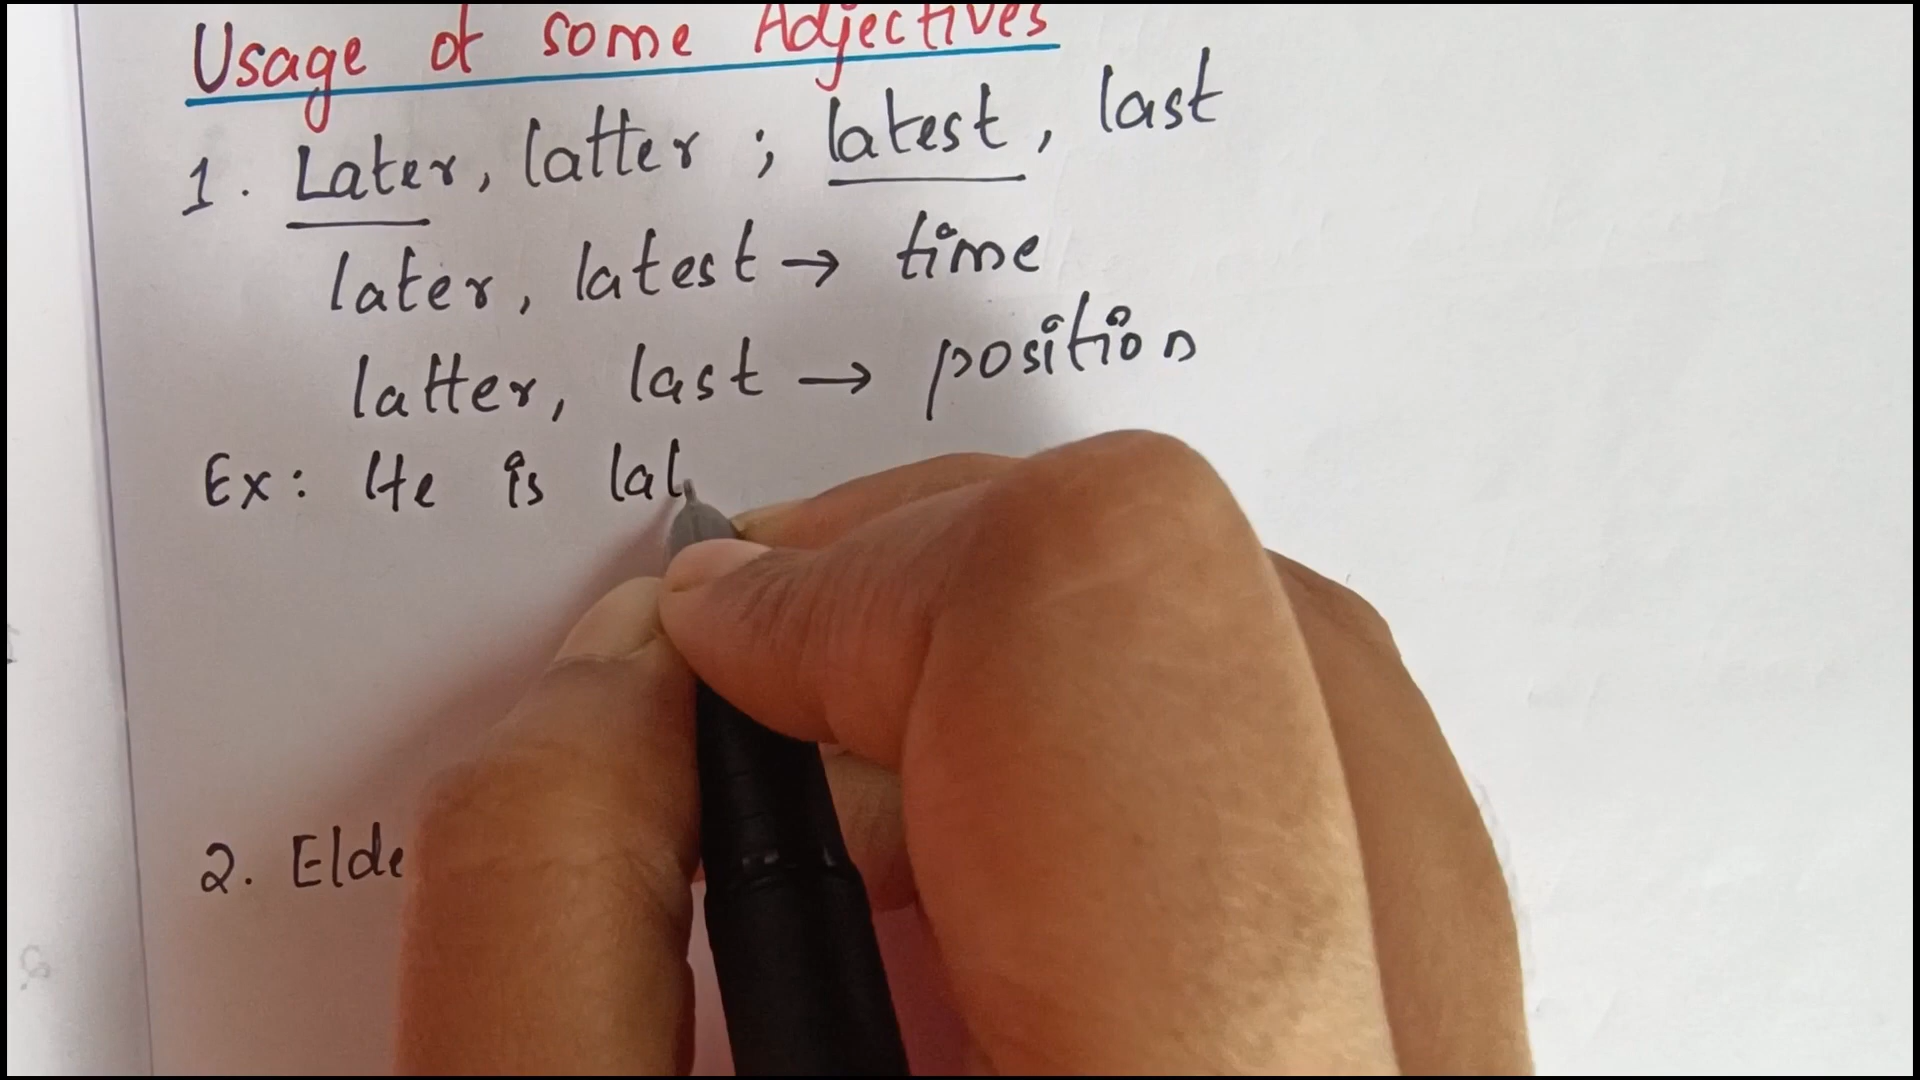 Usage of some Adjectives
1. Later, latter ; latest, last
later, latest → time
latter, last → position
Ex: He is
2. Elde